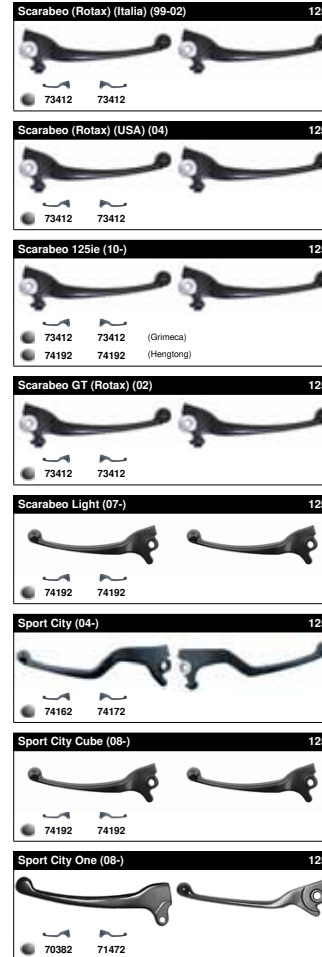 Scarabeo (Rotax) (Italia) (99-02)
73412 73412
Scarabeo (Rotax) (USA) (04)
73412 73412
Scarabeo 125ie (10-)
73412 73412 (Grimeca)
74192 74192 (Hengtong)
Scarabeo GT (Rotax) (02)
73412 73412
Scarabeo Light (07-)
74192 74192
Sport City (04-)
74162 74172
Sport City Cube (08-)
74192 74192
Sport City One (08-)
70382 71472